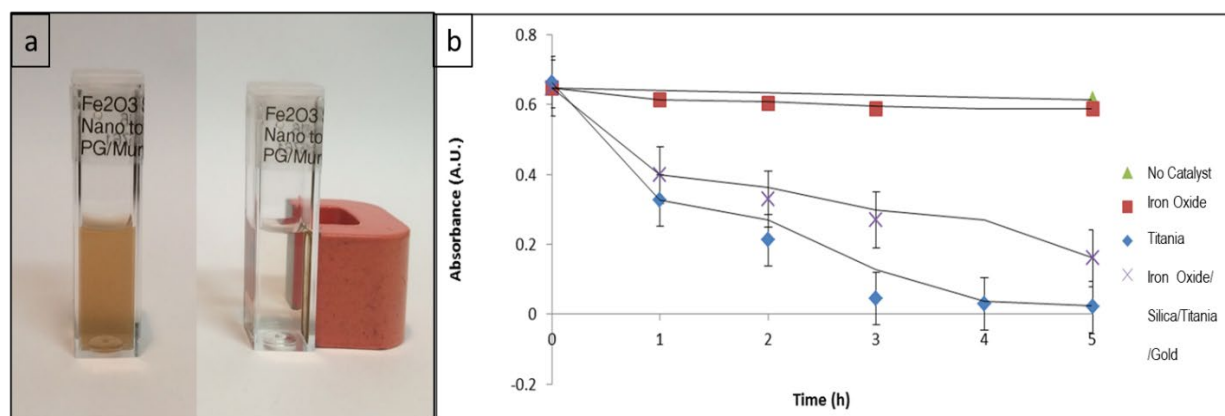 a
Fe2O3
Nano to
PG/Mur
Fe2O3
Nano to
PG/Mur
b
0.8
0.6
0.4
0.2
0
-0.2
0
1
2
3
4
5
Absorbance (A.U.)
Time (h)
No Catalyst
Iron Oxide
Titania
Iron Oxide/
Silica/Titania
/Gold